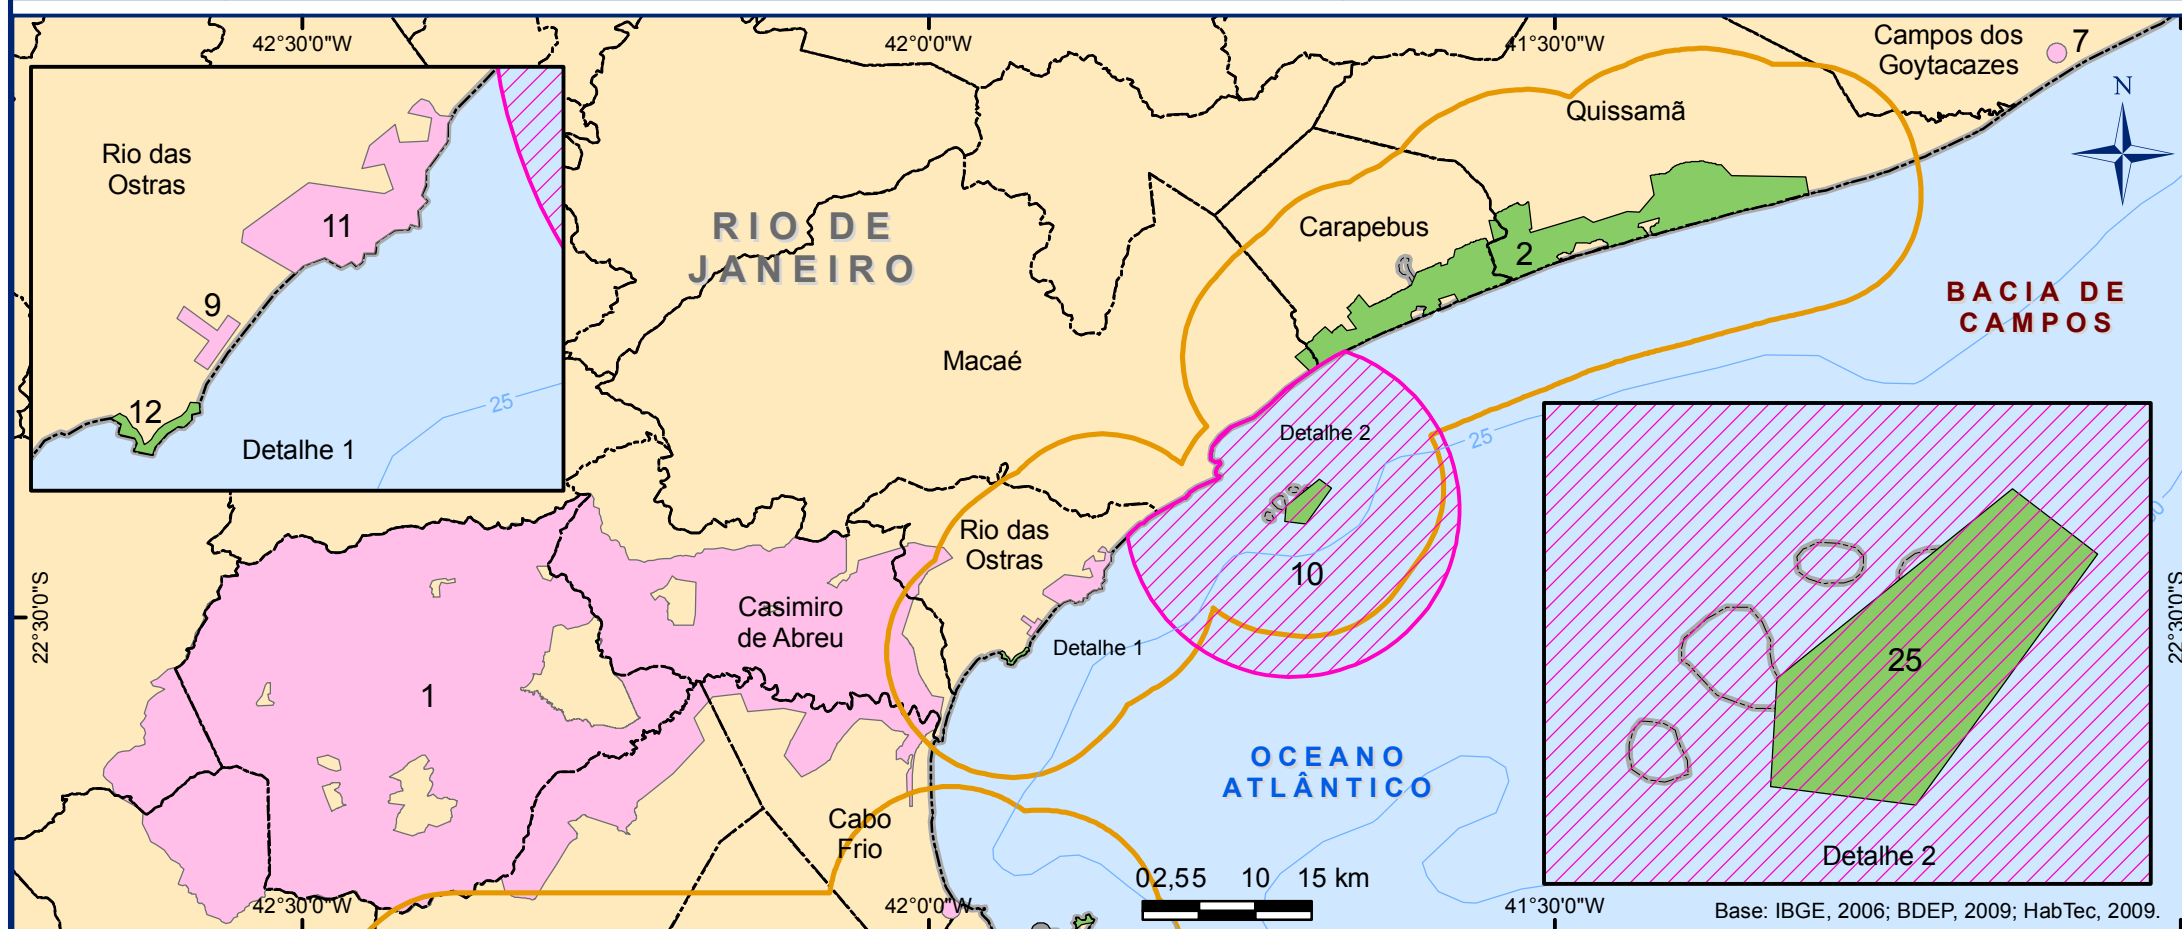 42°30'0"W
42°0'0"W
41°30'0"W
Campos dos
Goytacazes
7
N
Quissamã
Rio das
Ostras
11
9
12
25
Detalhe 1
RIO DE
JANEIRO
Carapebus
2
BACIA DE
CAMPOS
Macaé
Detalhe 2
25
10
Rio das
Ostras
Casimiro
de Abreu
Detalhe 1
1
22°30'0"S
22°30'0"S
25
Detalhe 2
OCEANO
ATLÂNTICO
Cabo
Frio
02,55 10 15 km
42°30'0"W
42°0'0"W
41°30'0"W
Base: IBGE, 2006; BDEP, 2009; HabTec, 2009.